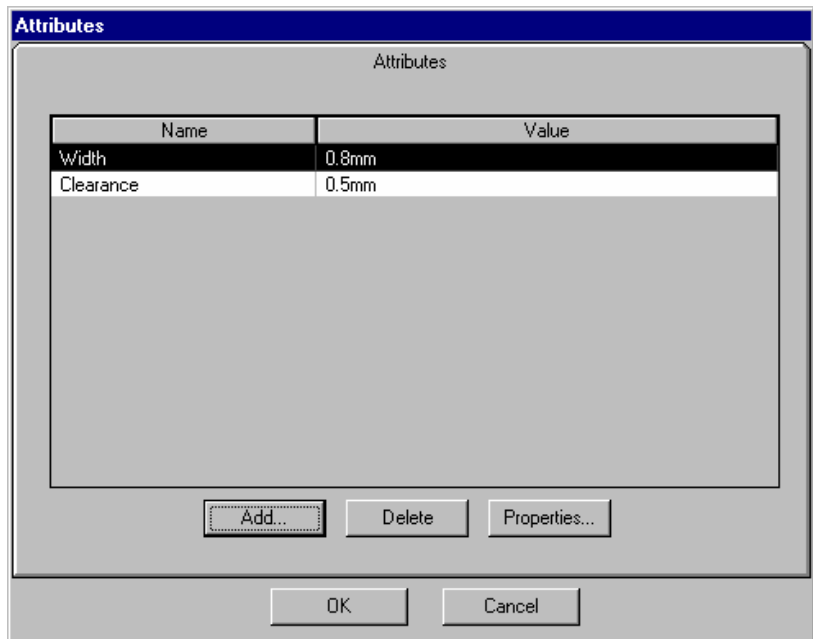 Attributes
Attributes
Name Value
Width 0.8mm
Clearance 0.5mm
Add... Delete Properties...
OK Cancel